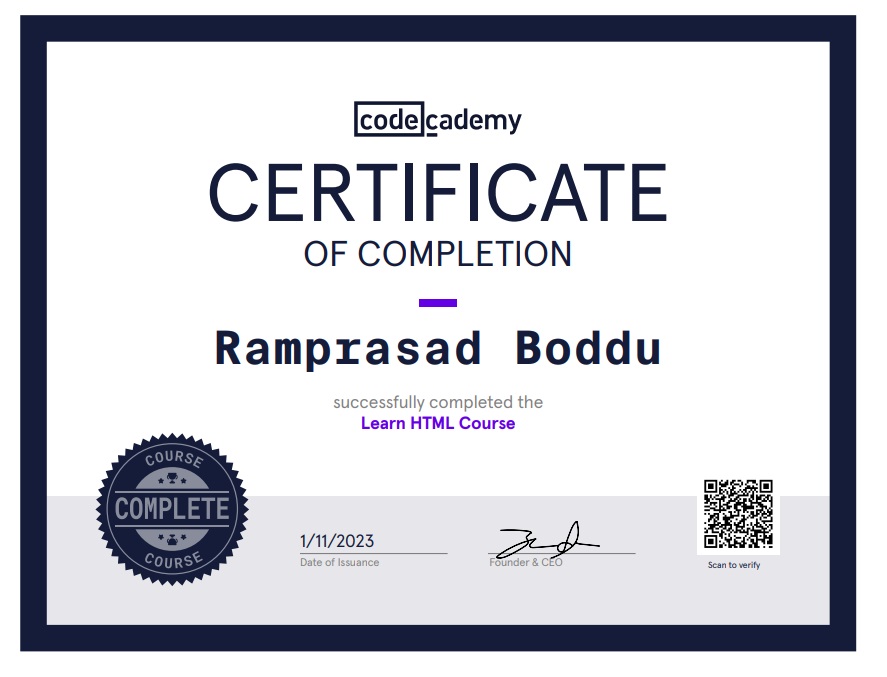 codecademy
CERTIFICATE
OF COMPLETION
Ramprasad Boddu
successfully completed the
Learn HTML Course
COURSE
COMPLETE
COURSE
1/11/2023
Date of Issuance
Founder & CEO
Scan to verify